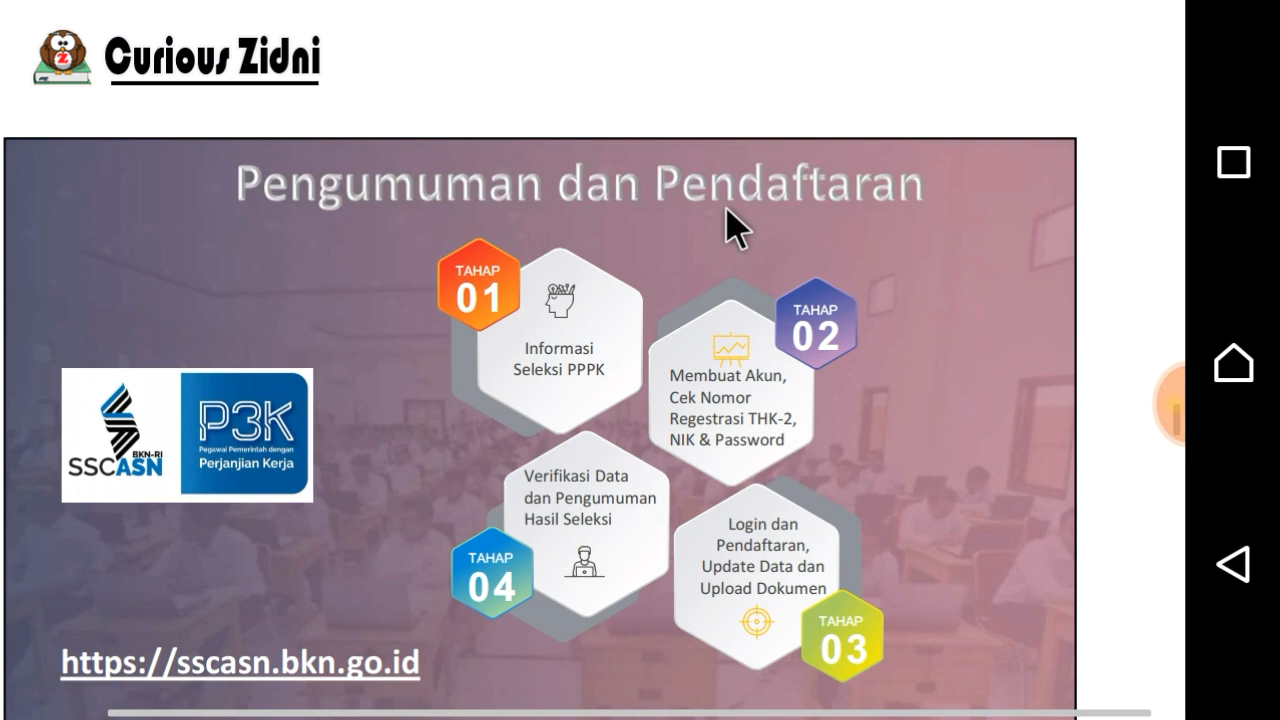 Curious Zidni
Pengumuman dan Pendaftaran
TAHAP
01
Informasi
Seleksi PPPK
TAHAP
02
Membuat Akun,
Cek Nomor
Regestrasi THK-2,
NIK & Password
Login dan
Pendaftaran,
Update Data dan
Upload Dokumen
TAHAP
03
Verifikasi Data
dan Pengumuman
Hasil Seleksi
TAHAP
04
BKN-RI
SSCASN
P3K
Pegawai Pemerintah dengan
Perjanjian Kerja
https://sscasn.bkn.go.id